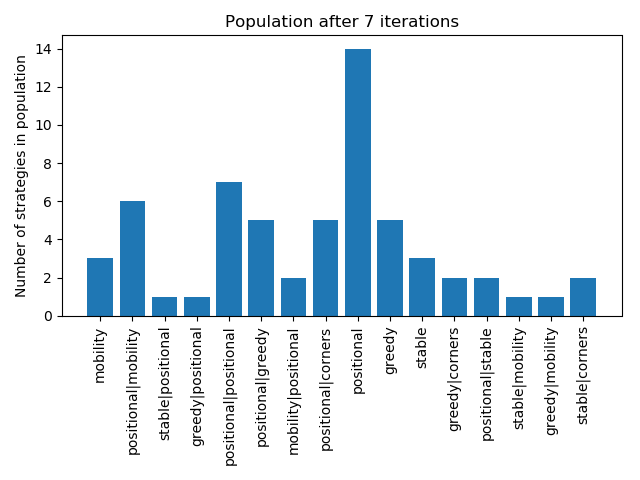 Population after 7 iterations
Number of strategies in population
14
12
10
8
6
4
2
0
mobility
positional|mobility
stable|positional
greedy|positional
positional|positional
positional|greedy
mobility|positional
positional|corners
positional
greedy
stable
greedy|corners
positional|stable
stable|mobility
greedy|mobility
stable|corners